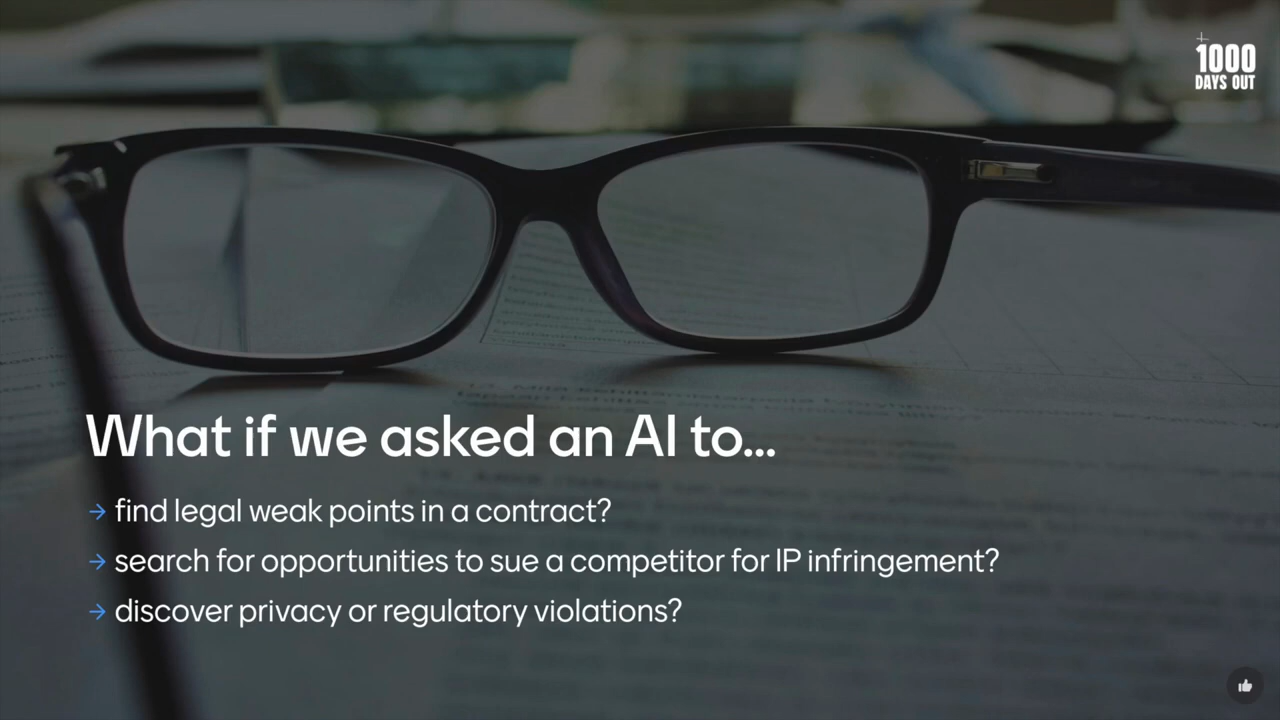 1000
DAYS OUT
What if we asked an AI to...
→ find legal weak points in a contract?
→ search for opportunities to sue a competitor for IP infringement?
→ discover privacy or regulatory violations?